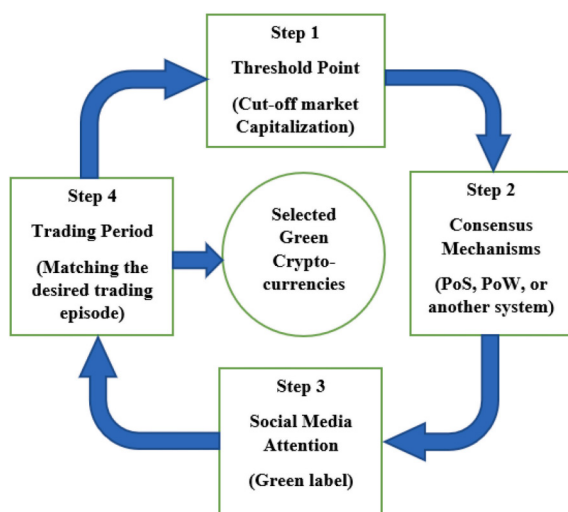 Step 1
Threshold Point
(Cut-off market
Capitalization)
Step 2
Consensus
Mechanisms
(PoS, PoW, or
another system)
Step 3
Social Media
Attention
(Green label)
Step 4
Trading Period
(Matching the
desired trading
episode)
Selected
Green
Crypto-
currencies